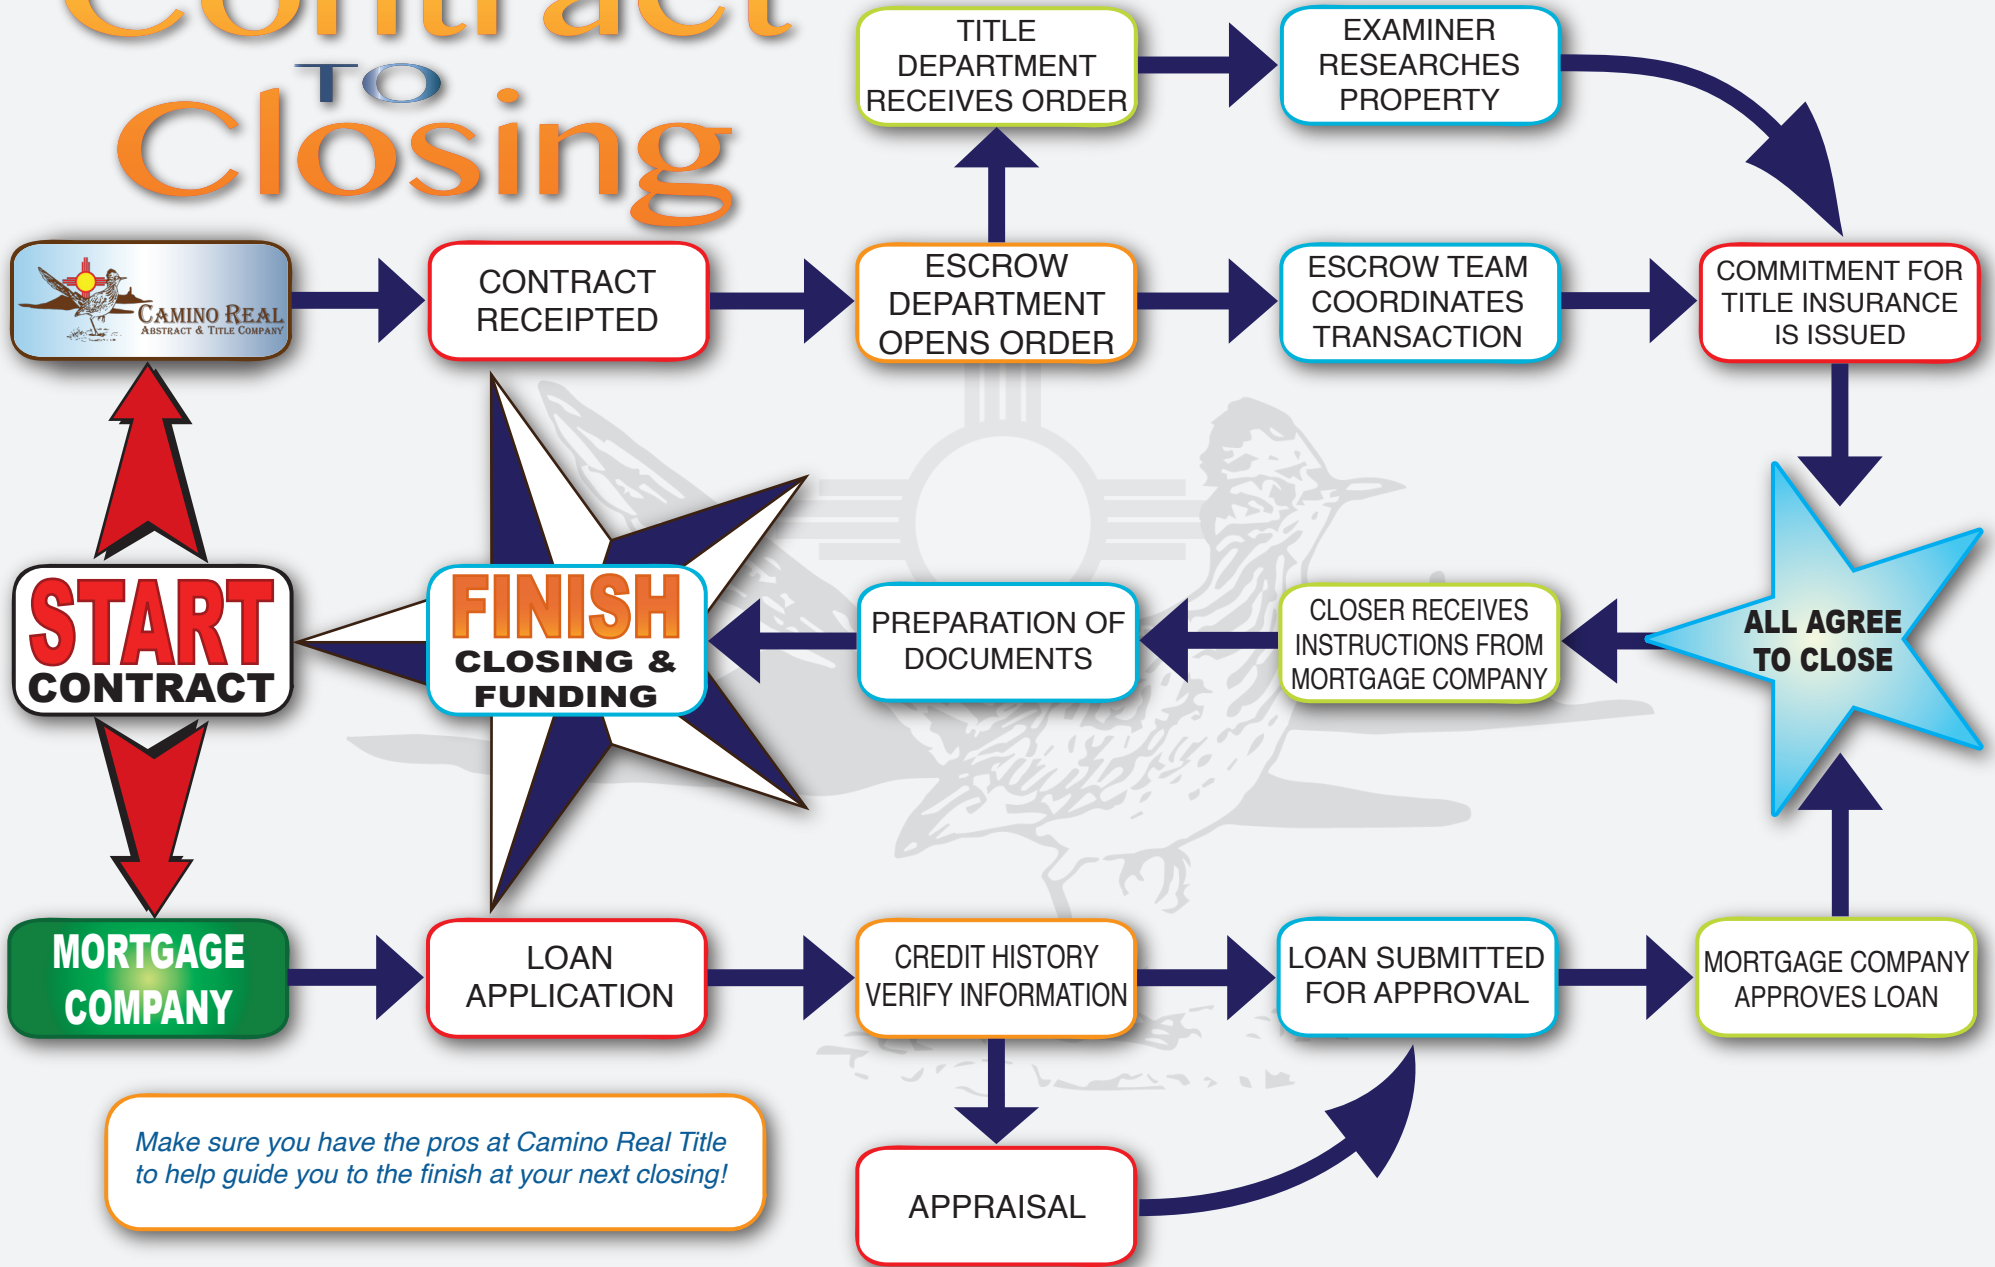 Contract
TO
Closing
TITLE
DEPARTMENT
RECEIVES ORDER
EXAMINER
RESEARCHES
PROPERTY
CAMINO REAL
ABSTRACT & TITLE COMPANY
CONTRACT
RECEIPTED
ESCROW
DEPARTMENT
OPENS ORDER
ESCROW TEAM
COORDINATES
TRANSACTION
COMMITMENT FOR
TITLE INSURANCE
IS ISSUED
START
CONTRACT
FINISH
CLOSING &
FUNDING
PREPARATION OF
DOCUMENTS
CLOSER RECEIVES
INSTRUCTIONS FROM
MORTGAGE COMPANY
ALL AGREE
TO CLOSE
MORTGAGE
COMPANY
LOAN
APPLICATION
CREDIT HISTORY
VERIFY INFORMATION
LOAN SUBMITTED
FOR APPROVAL
MORTGAGE COMPANY
APPROVES LOAN
Make sure you have the pros at Camino Real Title
to help guide you to the finish at your next closing!
APPRAISAL